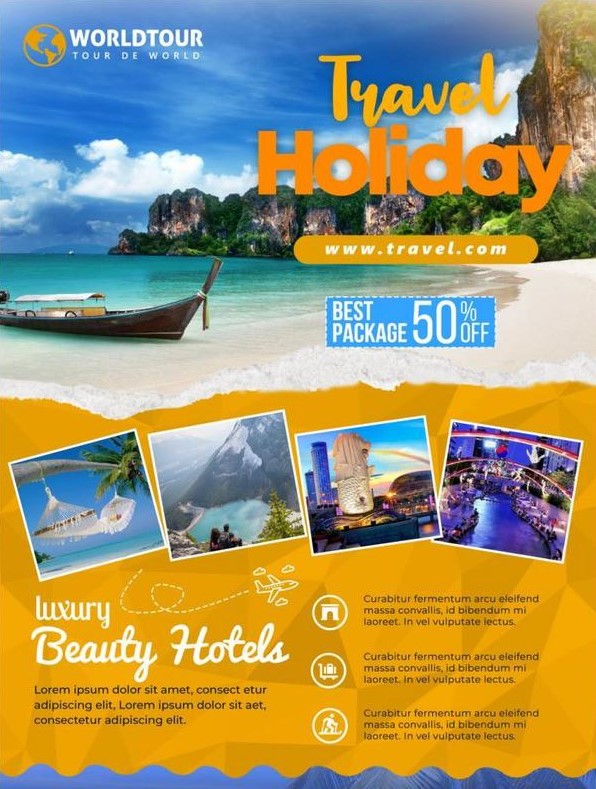 WORLDTOUR
TOUR DE WORLD
Travel
Holiday
www.travel.com
BEST
PACKAGE 50% OFF
luxury
Beauty Hotels
Lorem ipsum dolor sit amet, consect etur
adipiscing elit, Lorem ipsum dolor sit aet,
consectetur adipiscing elit.
Curabitur fermentum arcu eleifend
massa convallis, id bibendum mi
laoreet. In vel vulputate lectus.
Curabitur fermentum arcu eleifend
massa convallis, id bibendum mi
laoreet. In vel vulputate lectus.
Curabitur fermentum arcu eleifend
massa convallis, id bibendum mi
laoreet. In vel vulputate lectus.